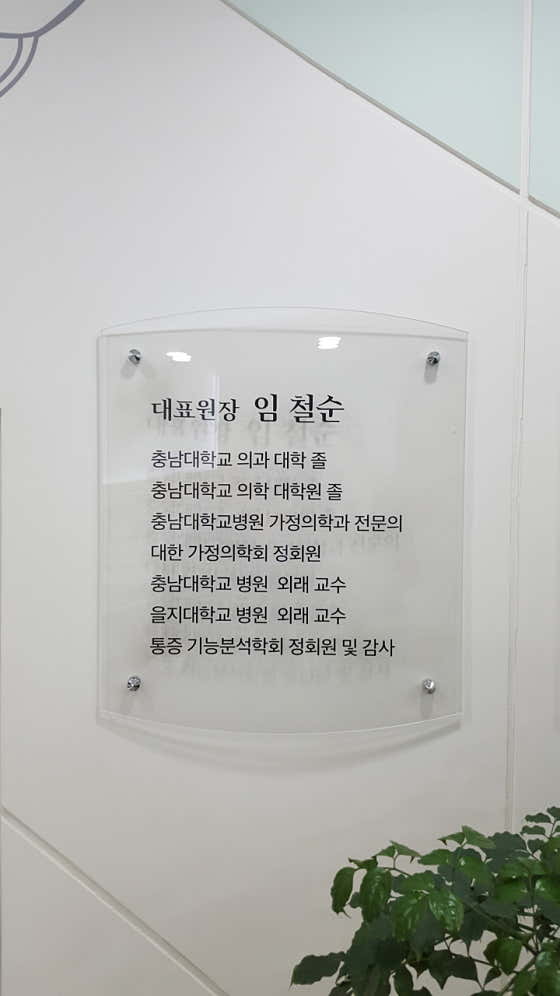 대표원장 임 철순
충남대학교 의과 대학 졸
충남대학교 의학 대학원 졸
충남대학교병원 가정의학과 전문의
대한 가정의학회 정회원
충남대학교 병원 외래 교수
을지대학교 병원 외래 교수
통증 기능분석학회 정회원 및 감사